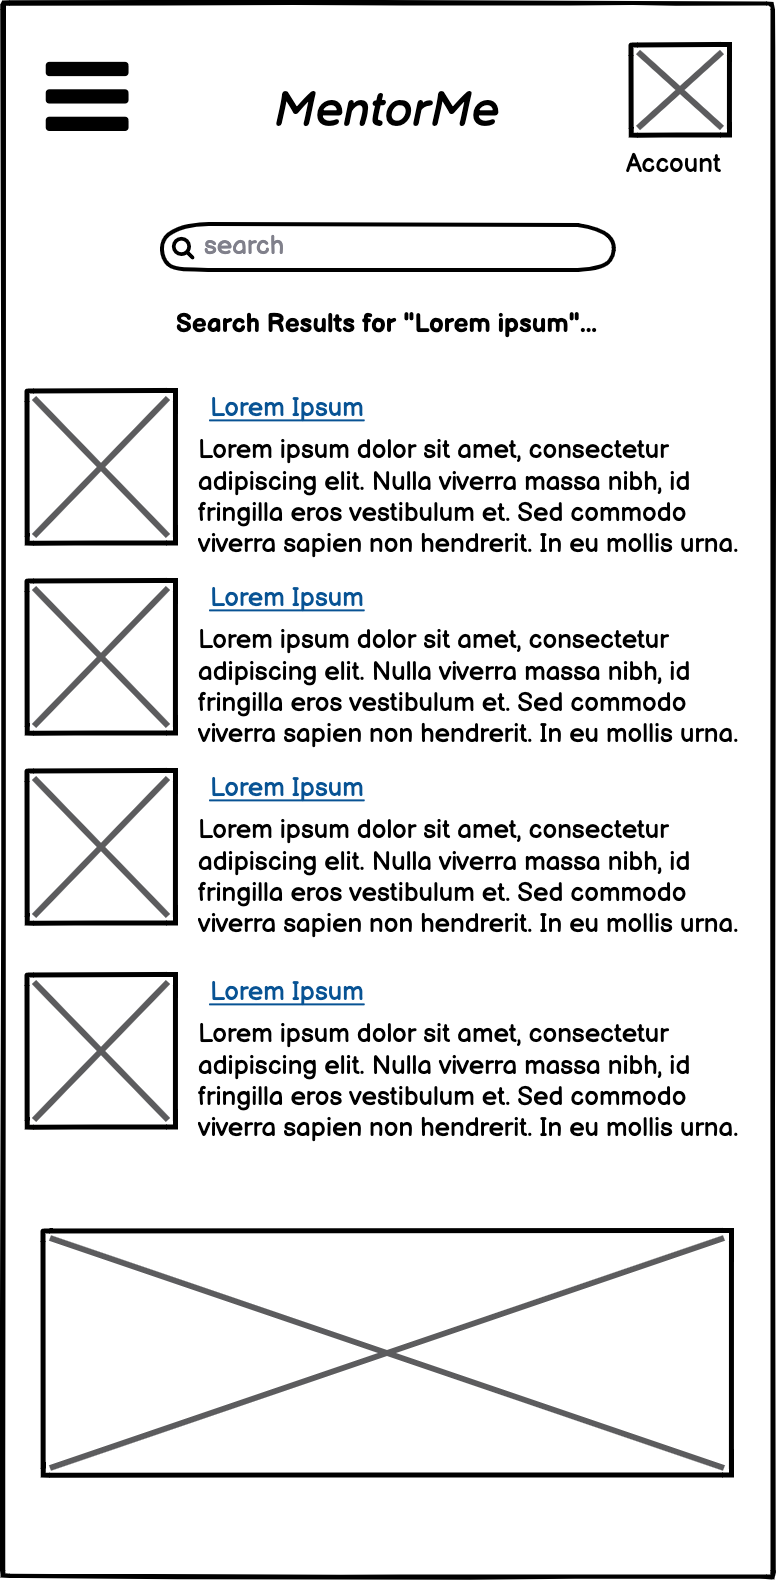 MentorMe
Account
search
Search Results for "Lorem ipsum"...
Lorem Ipsum
Lorem ipsum dolor sit amet, consectetur
adipiscing elit. Nulla viverra massa nibh, id
fringilla eros vestibulum et. Sed commodo
viverra sapien non hendrerit. In eu mollis urna.
Lorem Ipsum
Lorem ipsum dolor sit amet, consectetur
adipiscing elit. Nulla viverra massa nibh, id
fringilla eros vestibulum et. Sed commodo
viverra sapien non hendrerit. In eu mollis urna.
Lorem Ipsum
Lorem ipsum dolor sit amet, consectetur
adipiscing elit. Nulla viverra massa nibh, id
fringilla eros vestibulum et. Sed commodo
viverra sapien non hendrerit. In eu mollis urna.
Lorem Ipsum
Lorem ipsum dolor sit amet, consectetur
adipiscing elit. Nulla viverra massa nibh, id
fringilla eros vestibulum et. Sed commodo
viverra sapien non hendrerit. In eu mollis urna.